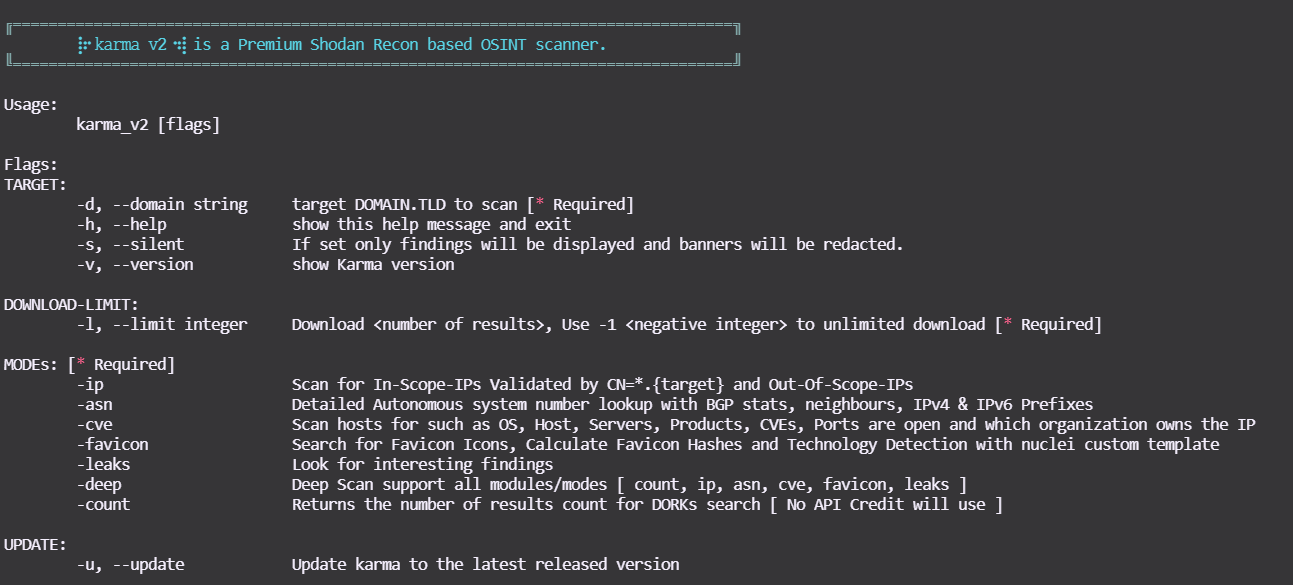 karma v2 is a Premium Shodan Recon based OSINT scanner.
Usage:
karma_v2 [flags]
Flags:
TARGET:
-d, --domain string target DOMAIN.TLD to scan [* Required]
-h, --help show this help message and exit
-s, --silent If set only findings will be displayed and banners will be redacted.
-v, --version show Karma version
DOWNLOAD-LIMIT:
-l, --limit integer Download <number of results>, Use -1 <negative integer> to unlimited download [* Required]
MODEs: [* Required]
-ip Scan for In-Scope-IPs Validated by CN=*.{target} and Out-Of-Scope-IPs
-asn Detailed Autonomous system number lookup with BGP stats, neighbours, IPv4 & IPv6 Prefixes
-cve Scan hosts for such as OS, Host, Servers, Products, CVEs, Ports are open and which organization owns the IP
-favicon Search for Favicon Icons, Calculate Favicon Hashes and Technology Detection with nuclei custom template
-leaks Look for interesting findings
-deep Deep Scan support all modules/modes [ count, ip, asn, cve, favicon, leaks ]
-count Returns the number of results count for DORKs search [ No API Credit will use ]
UPDATE:
-u, --update Update karma to the latest released version